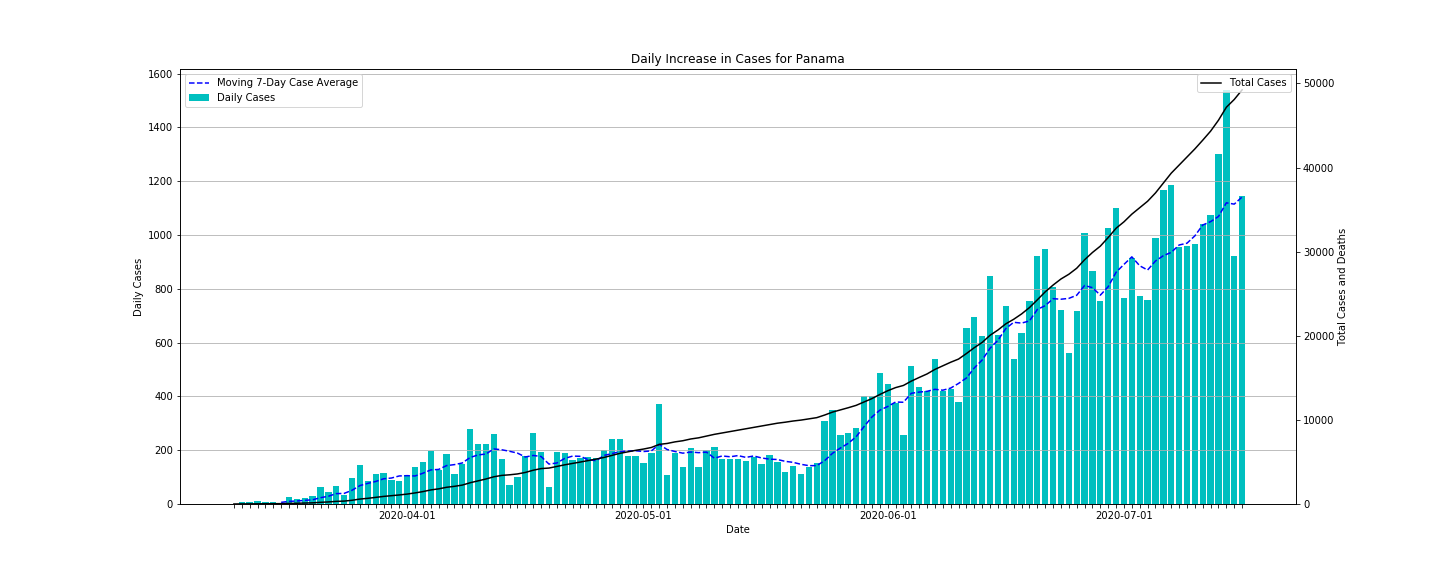 Daily Increase in Cases for Panama
Moving 7-Day Case Average
Daily Cases
Total Cases
1600
1400
1200
1000
800
600
400
200
0
Daily Cases
50000
40000
30000
20000
10000
0
Total Cases and Deaths
2020-04-01
2020-05-01
2020-06-01
2020-07-01
Date